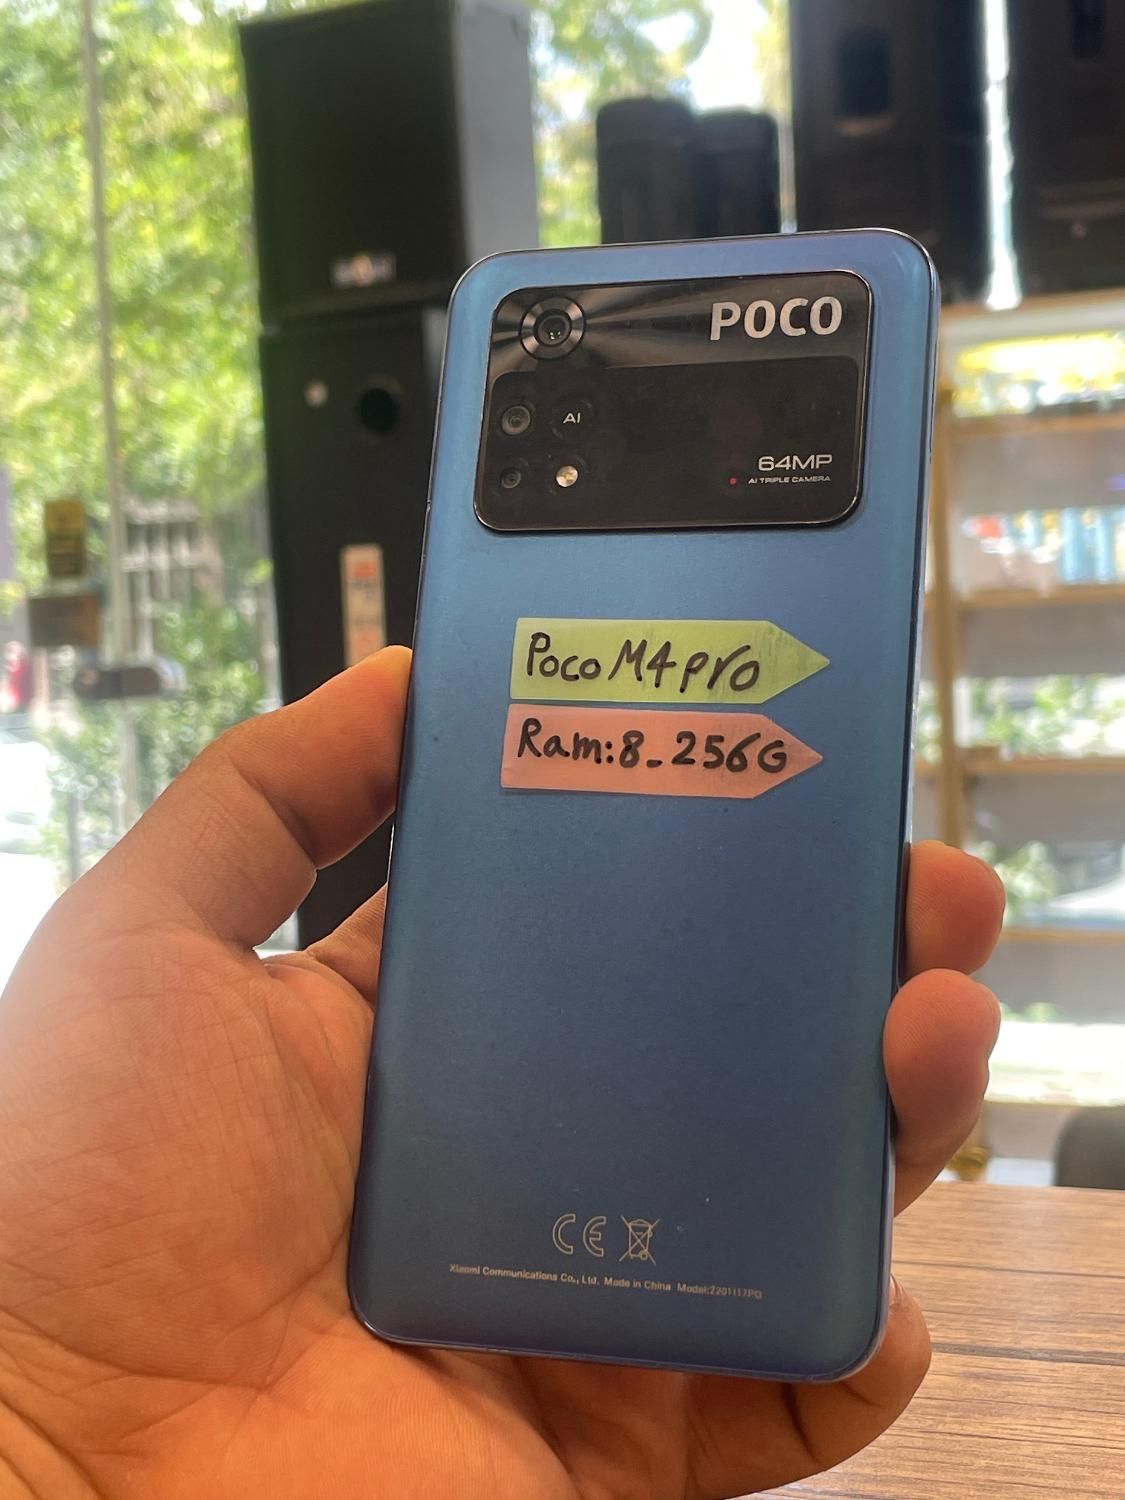 POCO
AI
64MP
AI TRIPLE CAMERA
Poco M4 pro
Ram:8_256G
CE
Xiaomi Communications Co., Ltd. Made in China Model:2201117PG